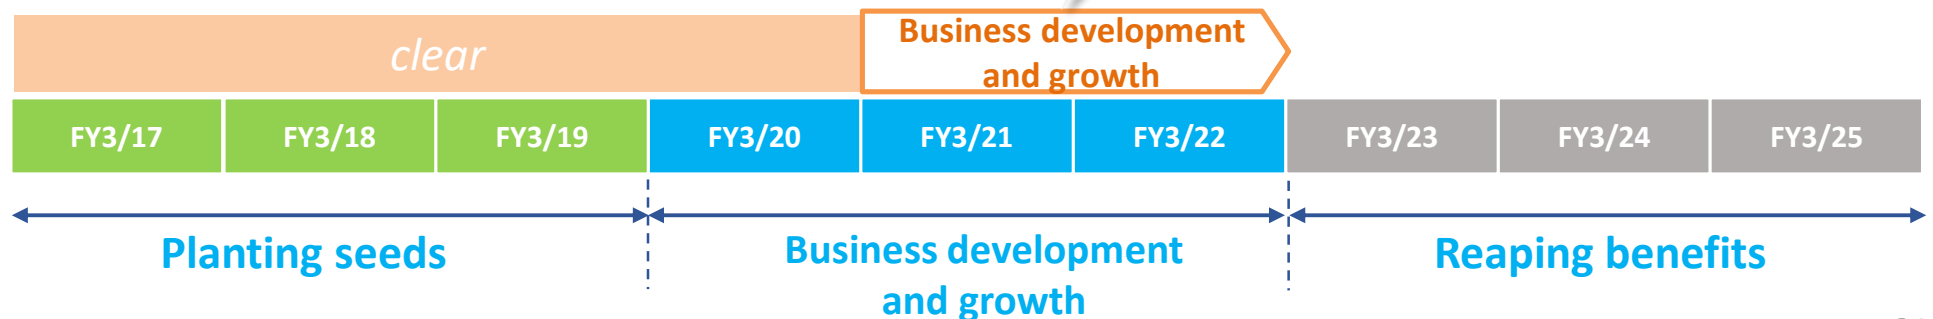 clear
Business development
and growth
FY3/17 FY3/18 FY3/19 FY3/20 FY3/21 FY3/22 FY3/23 FY3/24 FY3/25
Planting seeds
Business development
and growth
Reaping benefits